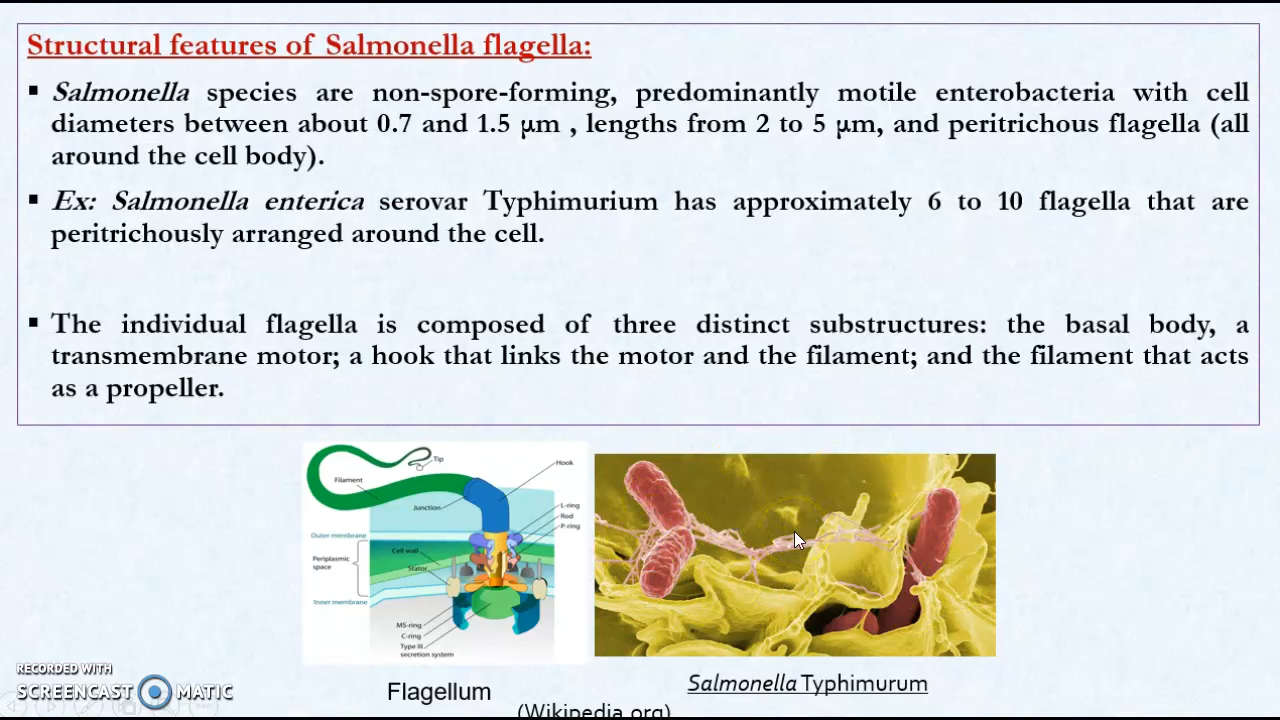 Structural features of Salmonella flagella:
▪ Salmonella species are non-spore-forming, predominantly motile enterobacteria with cell
diameters between about 0.7 and 1.5 µm , lengths from 2 to 5 µm, and peritrichous flagella (all
around the cell body).
▪ Ex: Salmonella enterica serovar Typhimurium has approximately 6 to 10 flagella that are
peritrichously arranged around the cell.
▪ The individual flagella is composed of three distinct substructures: the basal body, a
transmembrane motor; a hook that links the motor and the filament; and the filament that acts
as a propeller.
Tip
Hook
Filament
Junction
L-ring
Rod
P-ring
Outer membrane
Cell wall
Periplasmic
space
Stator
Inner membrane
MS-ring
C-ring
Type III
secretion system
Flagellum
Salmonella Typhimurum
(Wikipedia.org)
RECORDED WITH
SCREENCAST MATIC